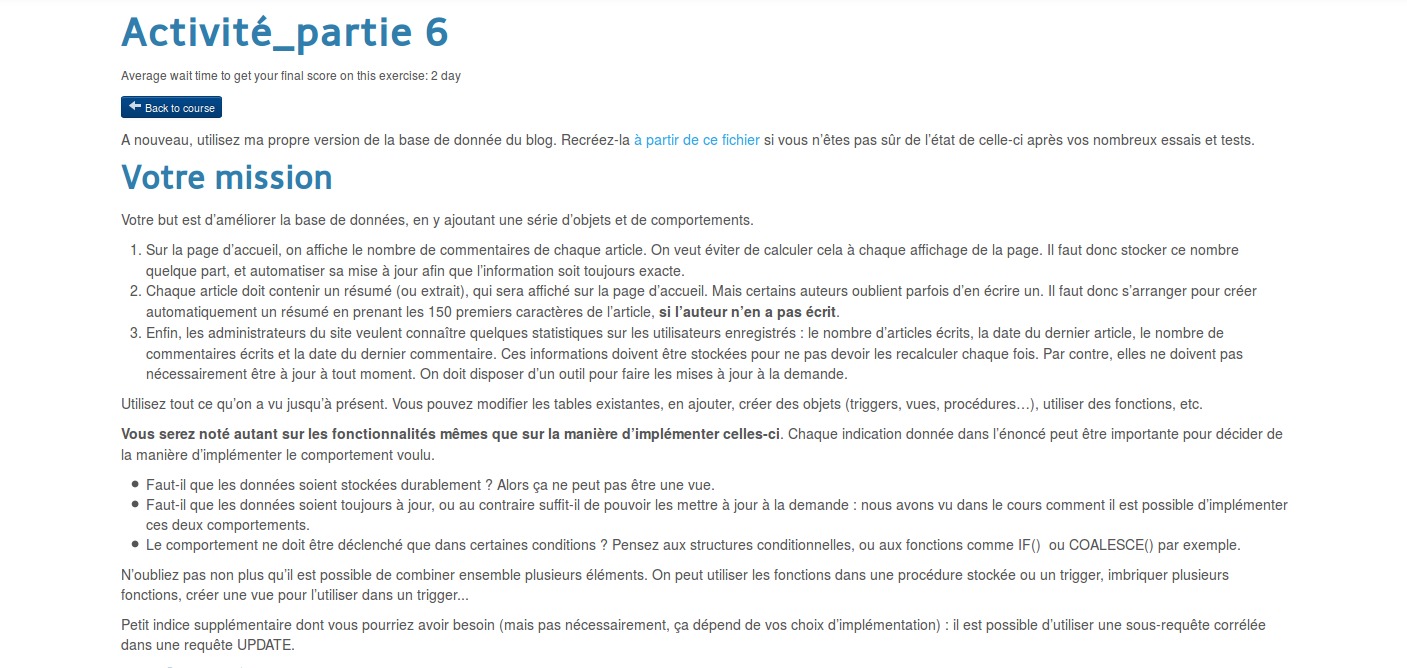 Activité_partie 6
Average wait time to get your final score on this exercise: 2 day
Back to course
A nouveau, utilisez ma propre version de la base de donnée du blog. Recréez-la à partir de ce fichier si vous n’êtes pas sûr de l’état de celle-ci après vos nombreux essais et tests.
Votre mission
Votre but est d’améliorer la base de données, en y ajoutant une série d’objets et de comportements.
1. Sur la page d’accueil, on affiche le nombre de commentaires de chaque article. On veut éviter de calculer cela à chaque affichage de la page. Il faut donc stocker ce nombre
quelque part, et automatiser sa mise à jour afin que l’information soit toujours exacte.
2. Chaque article doit contenir un résumé (ou extrait), qui sera affiché sur la page d’accueil. Mais certains auteurs oublient parfois d’en écrire un. Il faut donc s’arranger pour créer
automatiquement un résumé en prenant les 150 premiers caractères de l’article, si l’auteur n’en a pas écrit.
3. Enfin, les administrateurs du site veulent connaître quelques statistiques sur les utilisateurs enregistrés : le nombre d’articles écrits, la date du dernier article, le nombre de
commentaires écrits et la date du dernier commentaire. Ces informations doivent être stockées pour ne pas devoir les recalculer chaque fois. Par contre, elles ne doivent pas
nécessairement être à jour à tout moment. On doit disposer d’un outil pour faire les mises à jour à la demande.
Utilisez tout ce qu’on a vu jusqu’à présent. Vous pouvez modifier les tables existantes, en ajouter, créer des objets (triggers, vues, procédures…), utiliser des fonctions, etc.
Vous serez noté autant sur les fonctionnalités mêmes que sur la manière d’implémenter celles-ci. Chaque indication donnée dans l’énoncé peut être importante pour décider de
la manière d’implémenter le comportement voulu.
• Faut-il que les données soient stockées durablement ? Alors ça ne peut pas être une vue.
• Faut-il que les données soient toujours à jour, ou au contraire suffit-il de pouvoir les mettre à jour à la demande : nous avons vu dans le cours comment il est possible d’implémenter
ces deux comportements.
• Le comportement ne doit être déclenché que dans certaines conditions ? Pensez aux structures conditionnelles, ou aux fonctions comme IF() ou COALESCE() par exemple.
N’oubliez pas non plus qu’il est possible de combiner ensemble plusieurs éléments. On peut utiliser les fonctions dans une procédure stockée ou un trigger, imbriquer plusieurs
fonctions, créer une vue pour l’utiliser dans un trigger...
Petit indice supplémentaire dont vous pourriez avoir besoin (mais pas nécessairement, ça dépend de vos choix d’implémentation) : il est possible d’utiliser une sous-requête corrélée
dans une requête UPDATE.